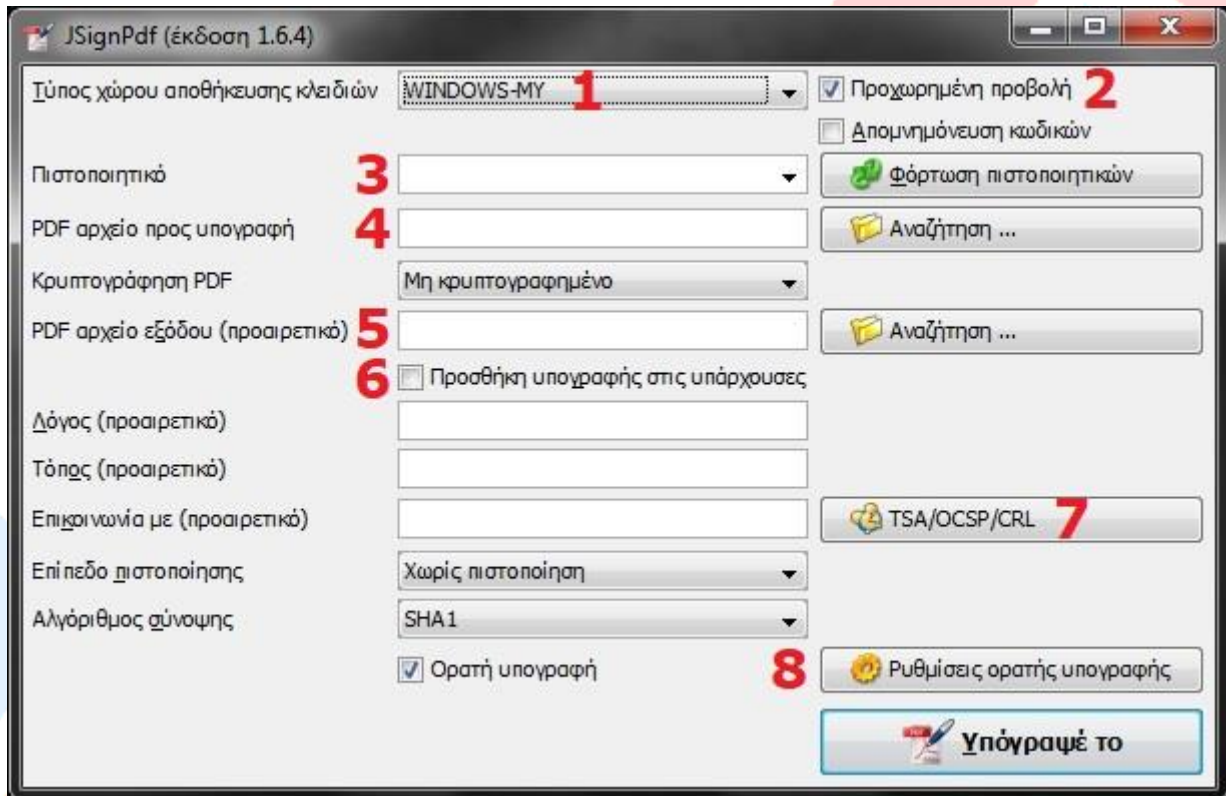 JSignPdf (έκδοση 1.6.4)
Τύπος χώρου αποθήκευσης κλειδιών WINDOWS-MY 1 Προχωρημένη προβολή 2
Απομνημόνευση κωδικών
Πιστοποιητικό 3 Φόρτωση πιστοποιητικών
PDF αρχείο προς υπογραφή 4 Αναζήτηση ...
Κρυπτογράφηση PDF Μη κρυπτογραφημένο
PDF αρχείο εξόδου (προαιρετικό) 5 Αναζήτηση ...
6 Προσθήκη υπογραφής στις υπάρχουσες
Λόγος (προαιρετικό)
Τόπος (προαιρετικό)
Επικοινωνία με (προαιρετικό) TSA/OCSP/CRL 7
Επίπεδο πιστοποίησης Χωρίς πιστοποίηση
Αλγόριθμος σύνοψης SHA1
Ορατή υπογραφή 8 Ρυθμίσεις ορατής υπογραφής
Υπόγραψέ το